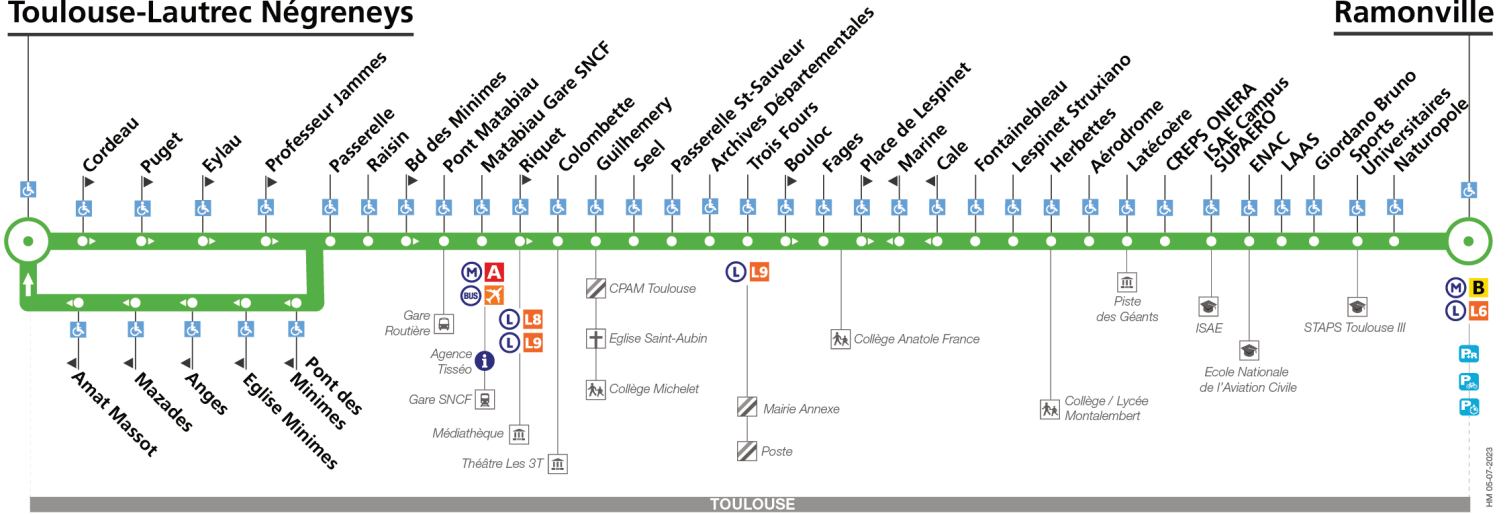 Toulouse-Lautrec Négreneys
Ramonville
Cordeau
Puget
Eylau
Professeur Jammes
Passerelle
Raisin
Bd des Minimes
Pont Matabiau
Matabiau Gare SNCF
Riquet
Colombette
Guilhemery
Seel
Passerelle St-Sauveur
Archives Départementales
Trois Fours
Bouloc
Fages
Place de Lespinet
Marine
Cale
Fontainebleau
Lespinet Struxiano
Herbettes
Aérodrome
Latécoère
CREPS ONERA
ISAE Campus
SUPAERO
ENAC
LAAS
Giordano Bruno
Sports
Universitaires
Naturopole
Amat Massot
Mazades
Anges
Eglise Minimes
Pont des
Minimes
Gare
Routière
M A
BUS
Agence
Tisséo
i
Gare SNCF
L L8
L L9
Médiathèque
Théâtre Les 3T
CPAM Toulouse
Eglise Saint-Aubin
Collège Michelet
L L9
Mairie Annexe
Poste
Collège Anatole France
Collège / Lycée
Montalembert
Piste
des Géants
ISAE
Ecole Nationale
de l'Aviation Civile
STAPS Toulouse III
M B
L L6
P+R
P
P
TOULOUSE
HM 05-07-2023